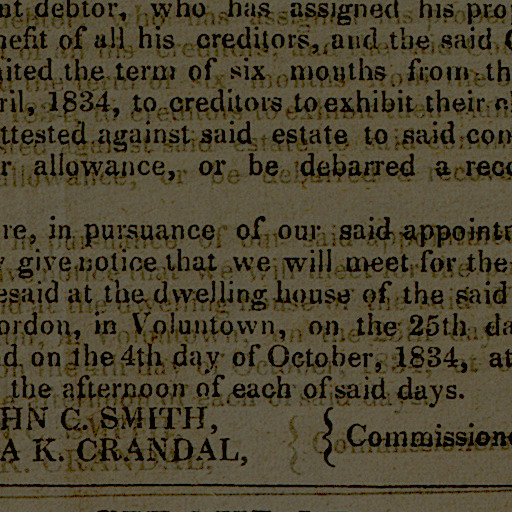 nt debtor, who has assigned his prop
nefit of all his creditors, and the said
ited the term of six months from th
ril, 1834, to creditors to exhibit their cl
ttested against said estate to said com
r allowance, or be debarred a reco
re, in pursuance of our said appoint
give notice that we will meet for the
esaid at the dwelling house of the said
ordon, in Voluntown, on the 25th da
d on the 4th day of October, 1834, at
the afternoon of each of said days.
HN C. SMITH,
A K. CRANDAL, } Commissione